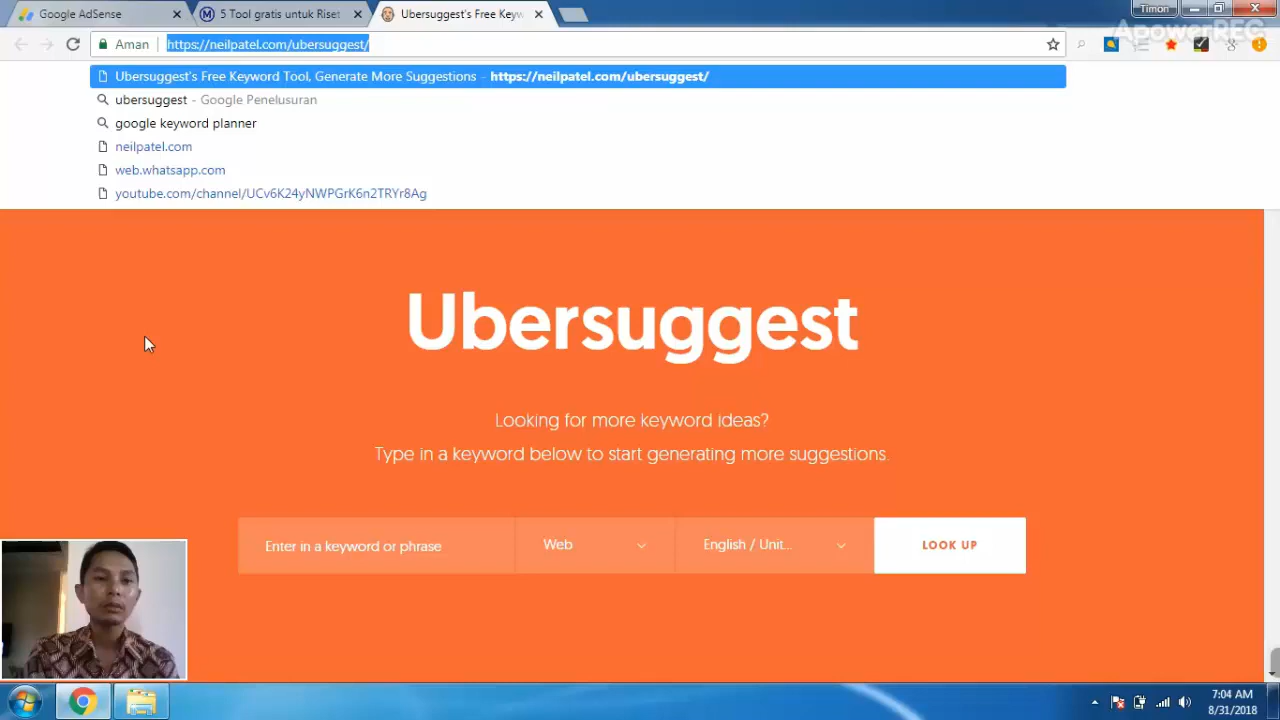 Google AdSense
5 Tool gratis untuk Riset
Ubersuggest's Free Keyw
Timon
ApowerREC
Aman
https://neilpatel.com/ubersuggest/
Ubersuggest's Free Keyword Tool, Generate More Suggestions - https://neilpatel.com/ubersuggest/
ubersuggest - Google Penelusuran
google keyword planner
neilpatel.com
web.whatsapp.com
youtube.com/channel/UCv6K24yNWPGrK6n2TRYr8Ag
Ubersuggest
Looking for more keyword ideas?
Type in a keyword below to start generating more suggestions.
Enter in a keyword or phrase
Web
English / Unit...
LOOK UP
7:04 AM
8/31/2018